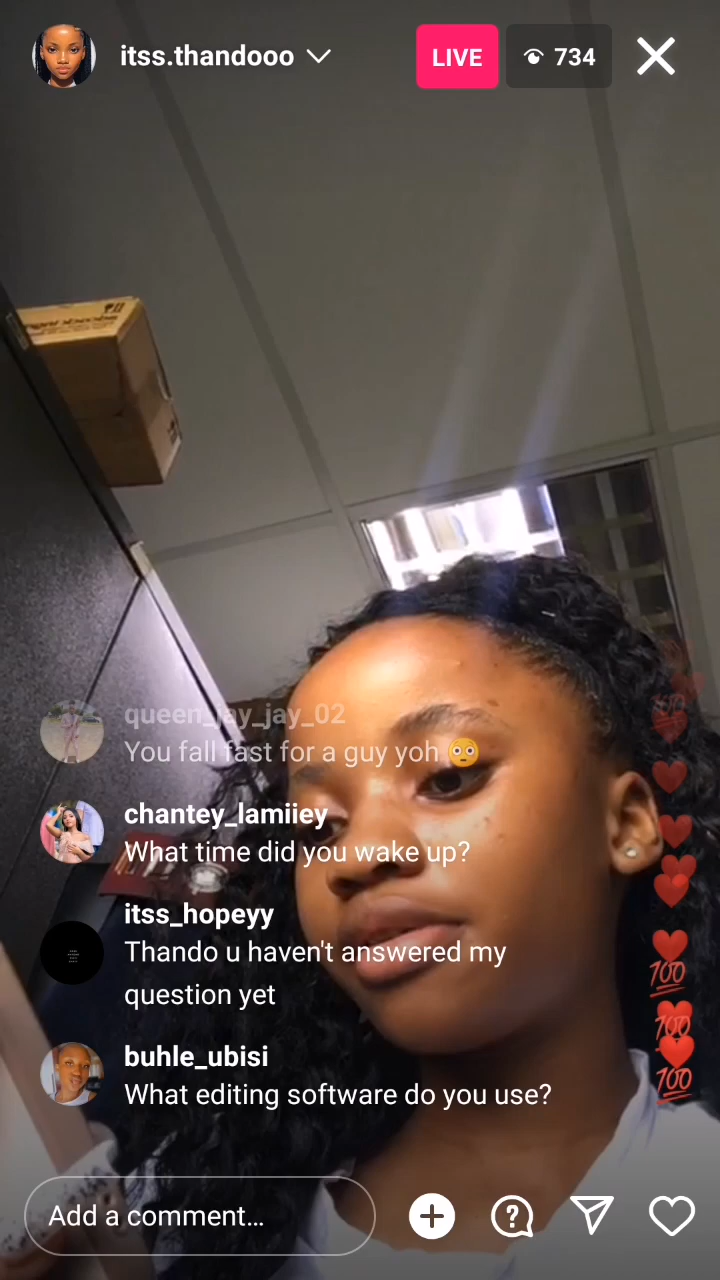 itss.thandooo
LIVE
734
queen_jay_jay_02
You fall fast for a guy yoh 😳
chantey_lamiiey
What time did you wake up?
itss_hopeyy
Thando u haven't answered my
question yet
buhle_ubisi
What editing software do you use?
100
100
100
Add a comment...